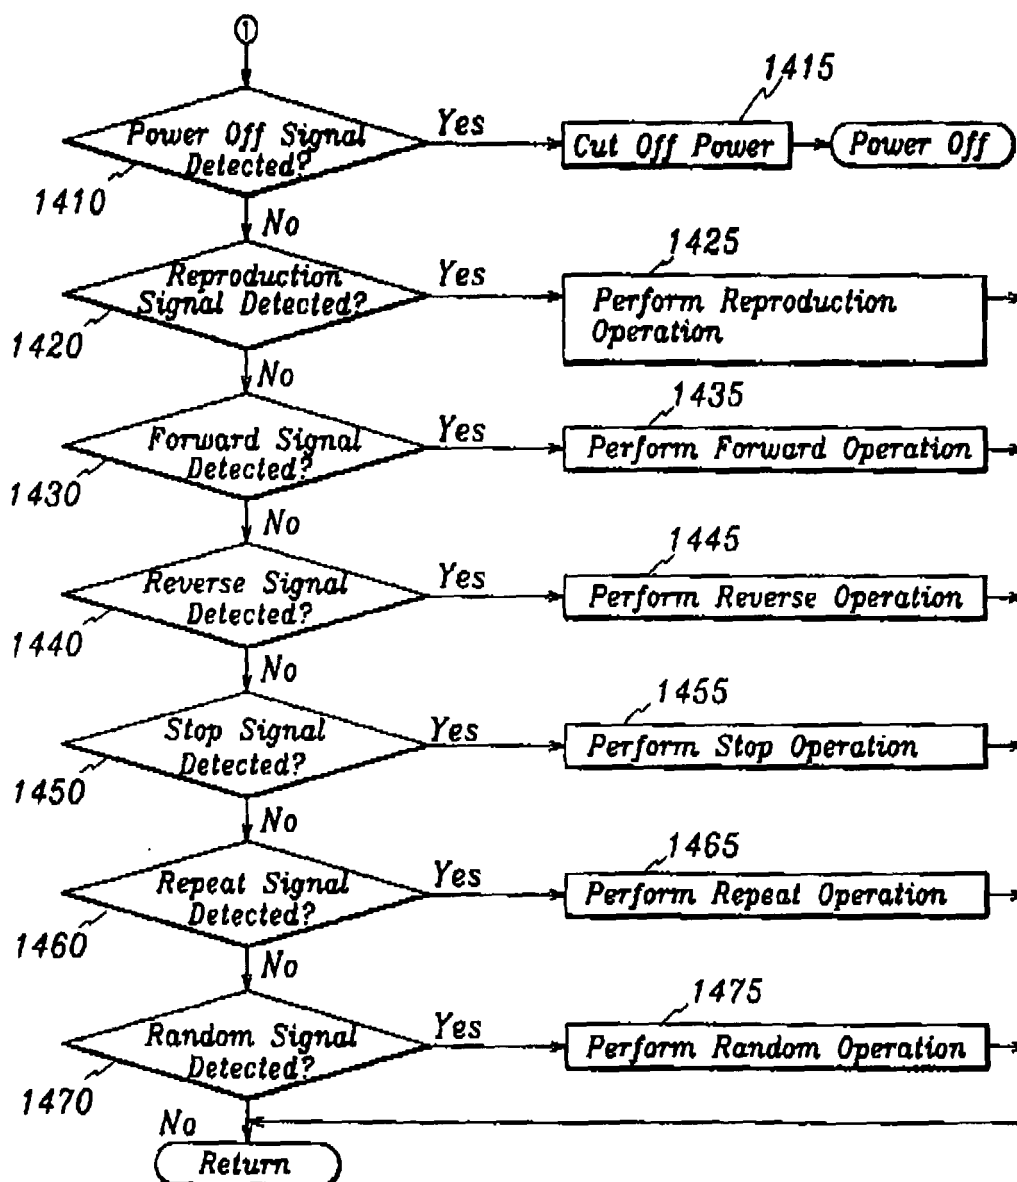 1
1415
Power Off Signal
Detected?
Yes
Cut Off Power
Power Off
1410
No
1425
Reproduction
Signal Detected?
Yes
Perform Reproduction
Operation
1420
No
1435
Forward Signal
Detected?
Yes
Perform Forward Operation
1430
No
1445
Reverse Signal
Detected?
Yes
Perform Reverse Operation
1440
No
1455
Stop Signal
Detected?
Yes
Perform Stop Operation
1450
No
1465
Repeat Signal
Detected?
Yes
Perform Repeat Operation
1460
No
1475
Random Signal
Detected?
Yes
Perform Random Operation
1470
No
Return